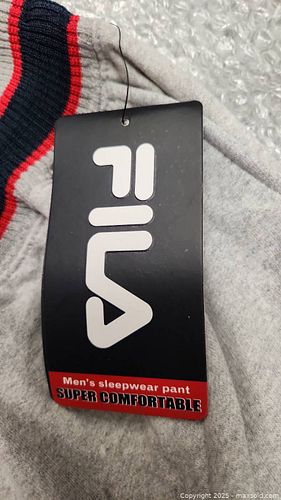 FILA
Men's sleepwear pant
SUPER COMFORTABLE
Copyright 2025 - maxsold.com